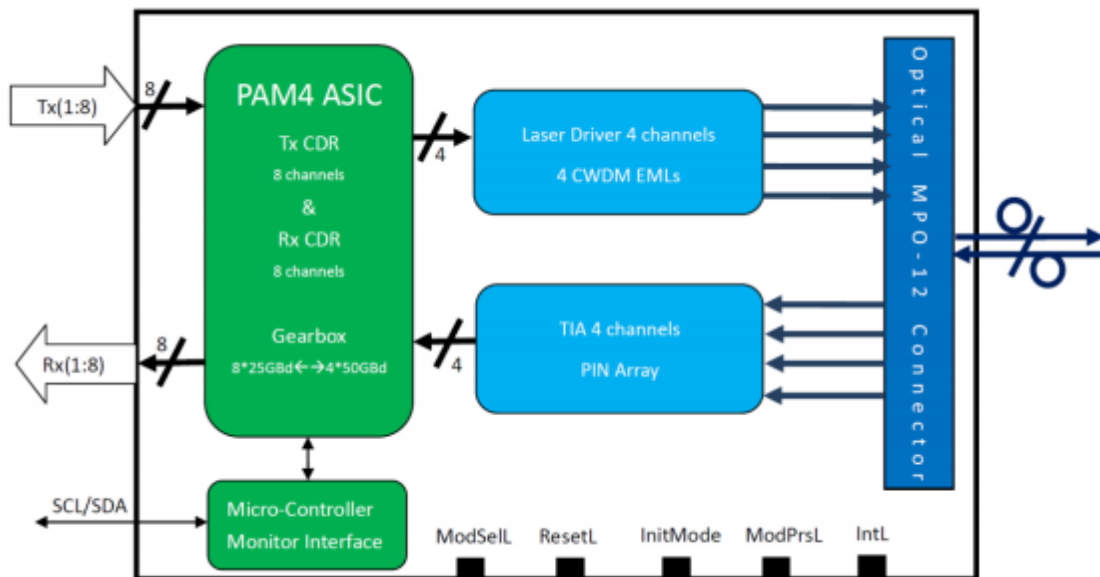 Tx(1:8)
8
PAM4 ASIC
Tx CDR
8 channels
&
Rx CDR
8 channels
Gearbox
8*25GBd←→4*50GBd
4
Laser Driver 4 channels
4 CWDM EMLs
Optical MPO-12 Connector
TIA 4 channels
PIN Array
4
8
Rx(1:8)
SCL/SDA
Micro-Controller
Monitor Interface
ModSelL
ResetL
InitMode
ModPrsL
IntL